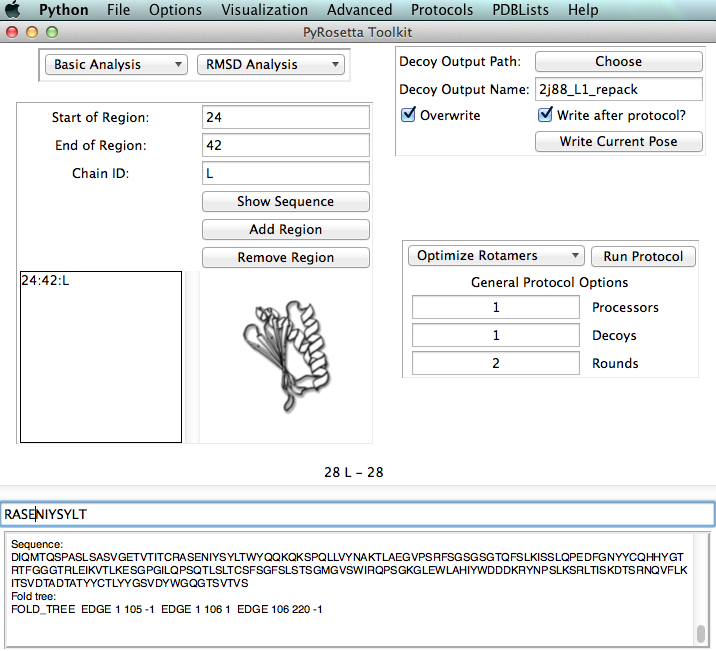 Python File Options Visualization Advanced Protocols PDBLists Help
PyRosetta Toolkit
Basic Analysis RMSD Analysis
Decoy Output Path: Choose
Decoy Output Name: 2j88_L1_repack
Overwrite Write after protocol?
Write Current Pose
Start of Region: 24
End of Region: 42
Chain ID: L
Show Sequence
Add Region
Remove Region
24:42:L
Optimize Rotamers Run Protocol
General Protocol Options
1 Processors
1 Decoys
2 Rounds
28 L - 28
RASENIYSYLT
Sequence:
DIQMTQSPASLSASVGETVTITCRASENIYSYLTWYQQKQKSPQLLVYNAKTLAEGVPSRFSGSGSGTQFSLKISSLQPEDFGNYYCQHHYGT
RTFGGGTRLEIKVTLKESGPGILQPSQTLSLTCSFSGFSLSTSGMGVSWIRQPSGKGLEWLAHIYWDDDKRYNPSLKSRLTISKDTSRNQVFLK
ITSVDTADTATYYCTLYYGSVDYWGQGTSVTVS
Fold tree:
FOLD_TREE EDGE 1 105 -1 EDGE 1 106 1 EDGE 106 220 -1